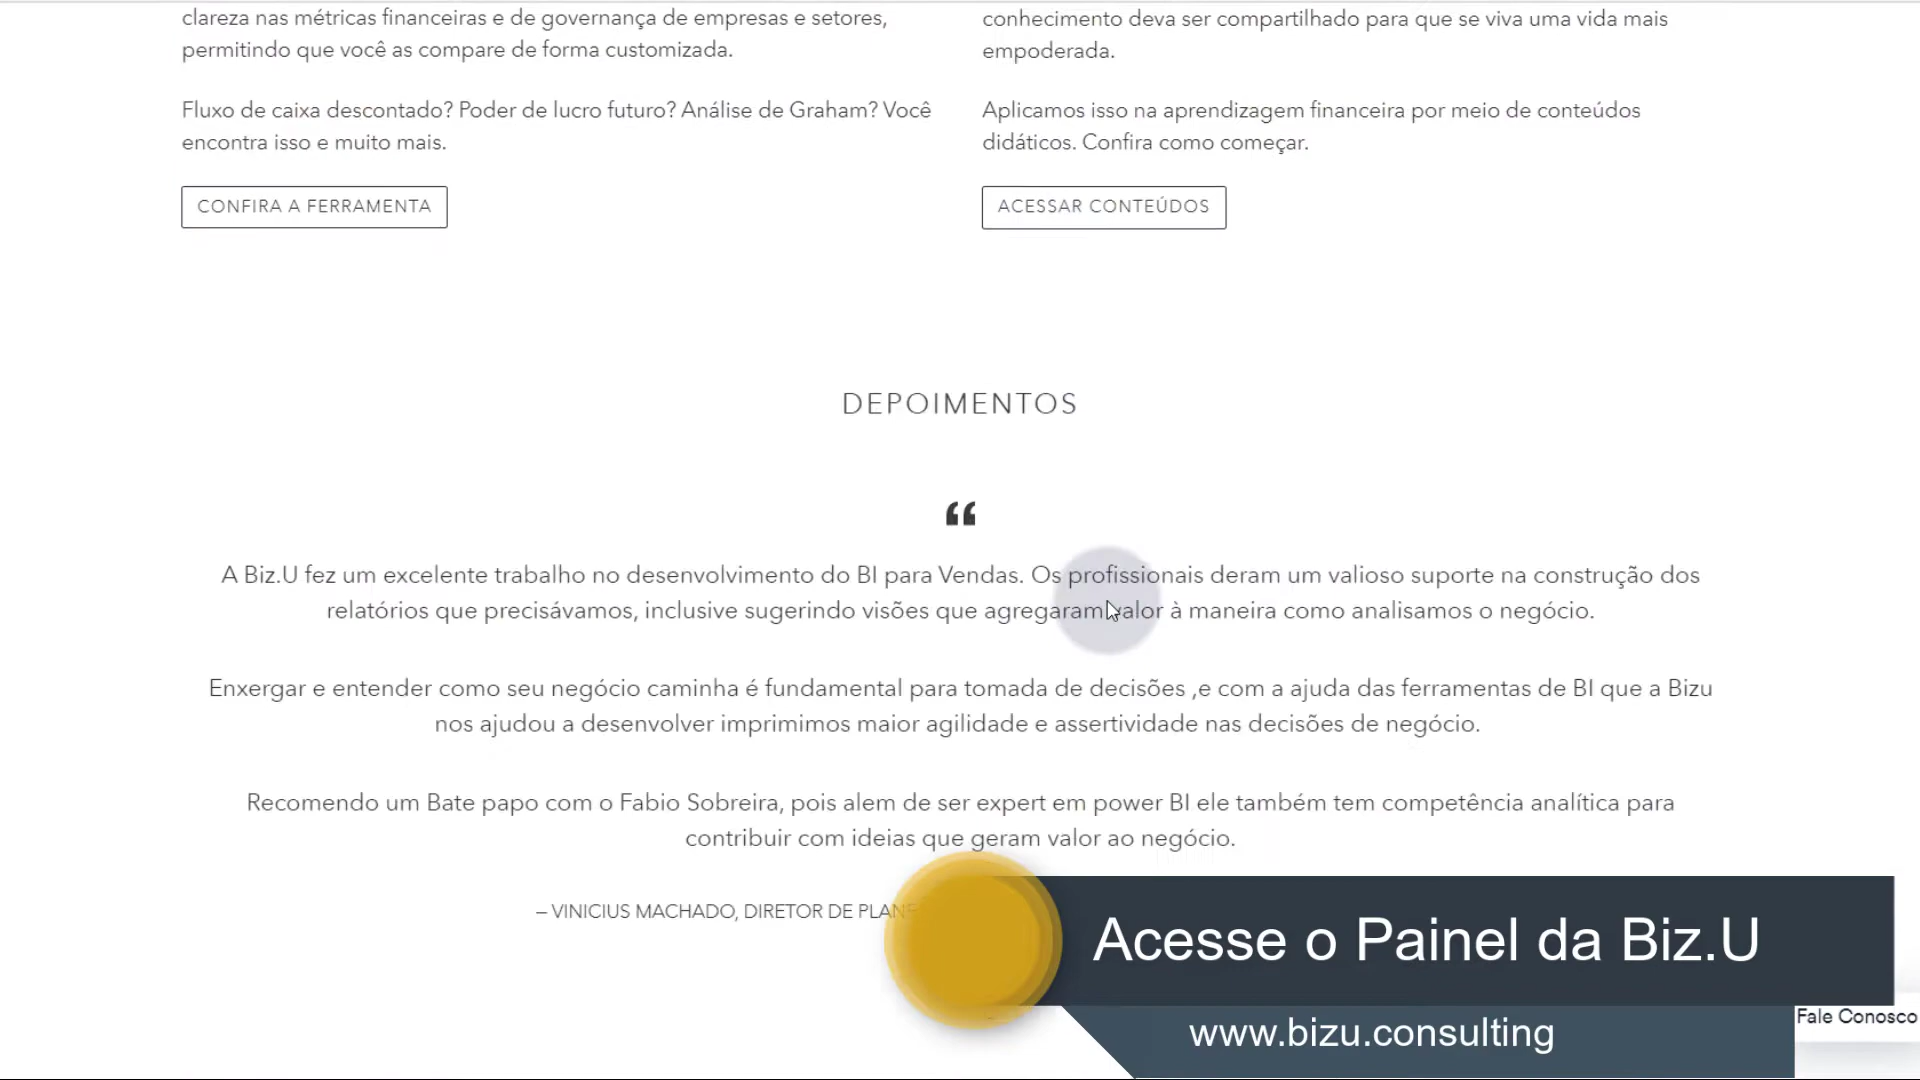 clareza nas métricas financeiras e de governança de empresas e setores,
permitindo que você as compare de forma customizada.
Fluxo de caixa descontado? Poder de lucro futuro? Análise de Graham? Você
encontra isso e muito mais.
CONFIRA A FERRAMENTA
conhecimento deva ser compartilhado para que se viva uma vida mais
empoderada.
Aplicamos isso na aprendizagem financeira por meio de conteúdos
didáticos. Confira como começar.
ACESSAR CONTEÚDOS
DEPOIMENTOS
“
A Biz.U fez um excelente trabalho no desenvolvimento do BI para Vendas. Os profissionais deram um valioso suporte na construção dos
relatórios que precisávamos, inclusive sugerindo visões que agregaram valor à maneira como analisamos o negócio.
Enxergar e entender como seu negócio caminha é fundamental para tomada de decisões ,e com a ajuda das ferramentas de BI que a Bizu
nos ajudou a desenvolver imprimimos maior agilidade e assertividade nas decisões de negócio.
Recomendo um Bate papo com o Fabio Sobreira, pois alem de ser expert em power BI ele também tem competência analítica para
contribuir com ideias que geram valor ao negócio.
– VINICIUS MACHADO, DIRETOR DE
Acesse o Painel da Biz.U
www.bizu.consulting
Fale Conosco